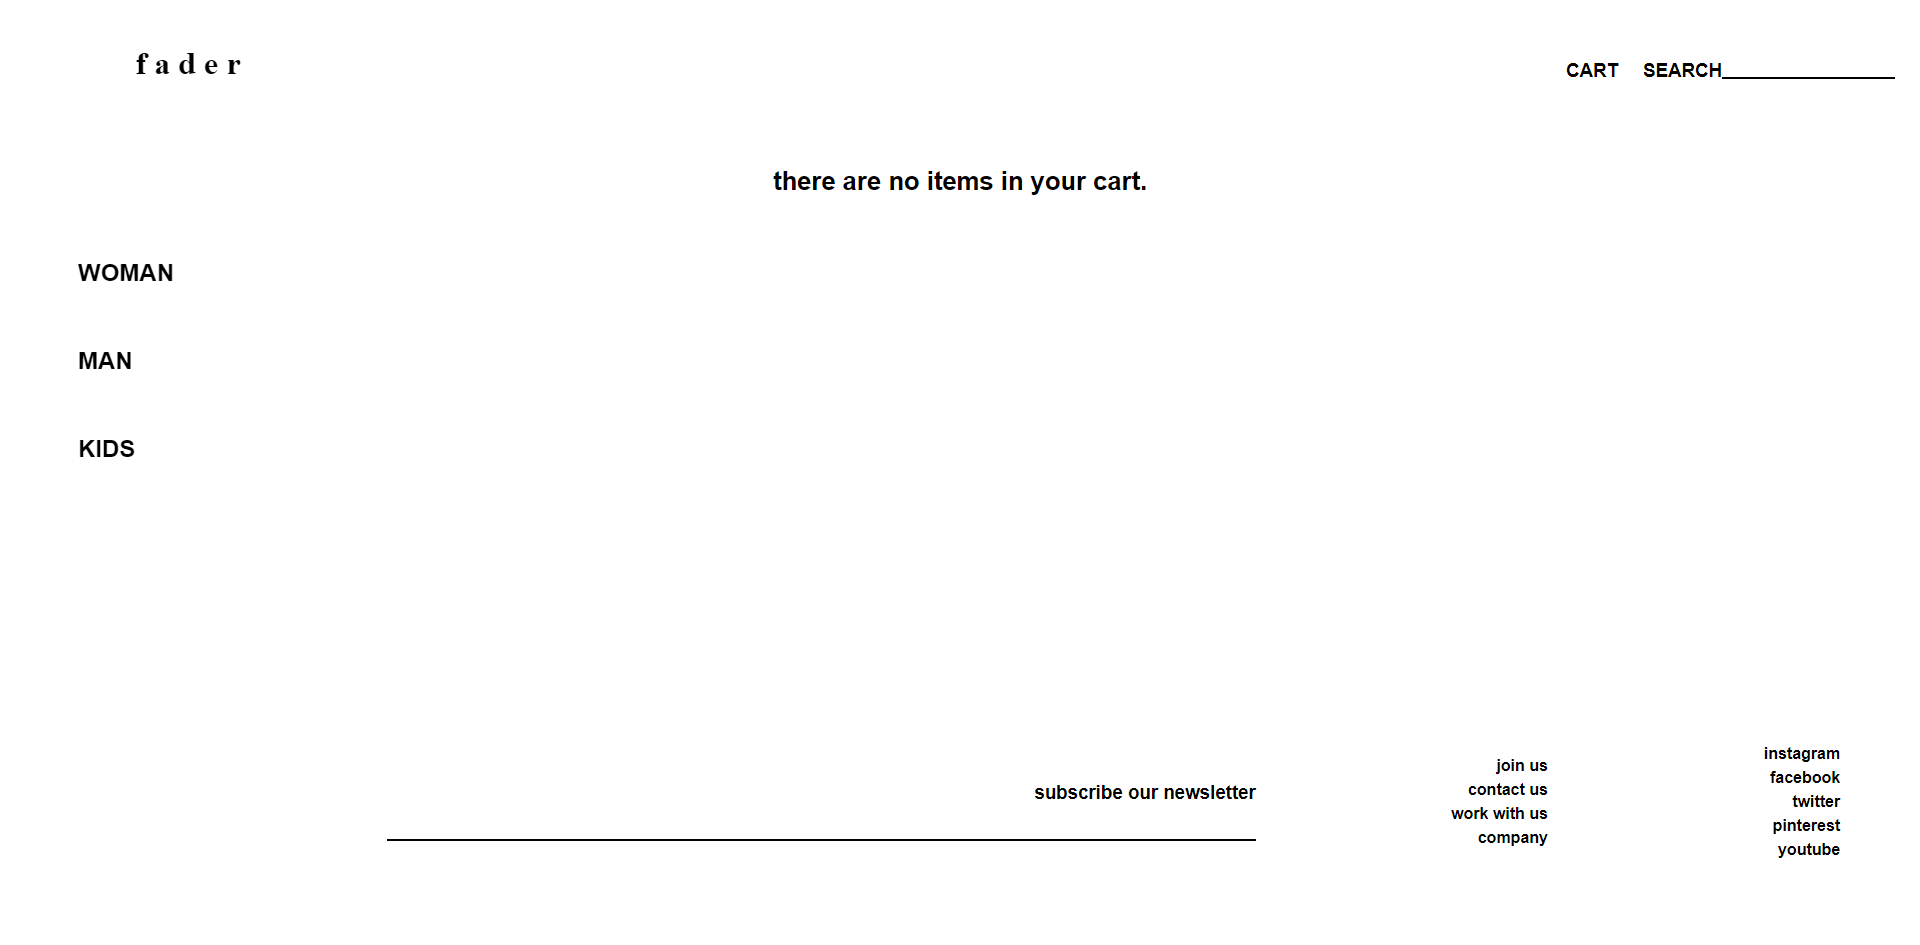 fader
CART SEARCH
there are no items in your cart.
WOMAN
MAN
KIDS
subscribe our newsletter
join us
contact us
work with us
company
instagram
facebook
twitter
pinterest
youtube